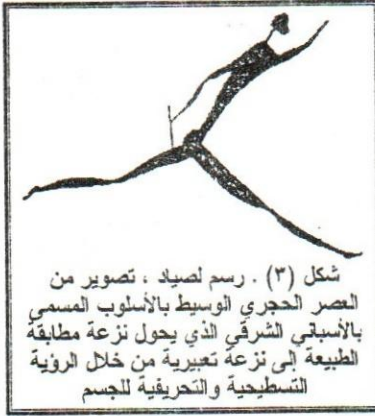 شكل (٣) . رسم لصياد ، تصوير من
العصر الحجري الوسيط بالأسلوب المسمى
بالأسباني الشرقي الذي يحول نزعة مطابقة
الطبيعة إلى نزعة تعبيرية من خلال الرؤية
التسطيحية والتحريفية للجسم